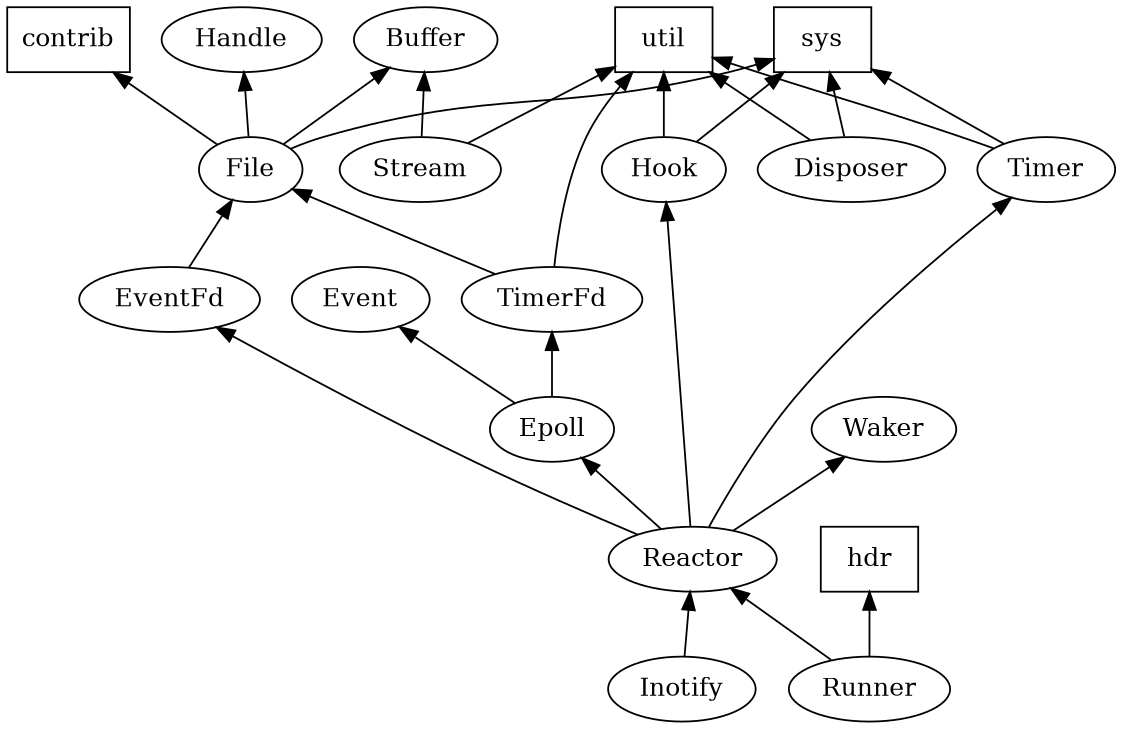 contrib
Handle
Buffer
util
sys
File
Stream
Hook
Disposer
Timer
EventFd
Event
TimerFd
Epoll
Waker
Reactor
hdr
Inotify
Runner